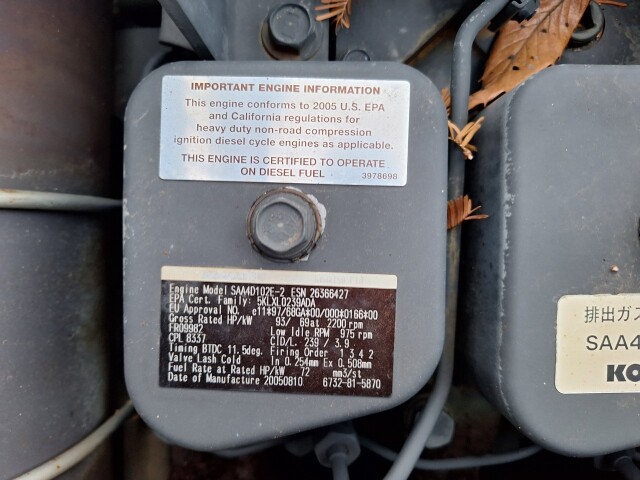 IMPORTANT ENGINE INFORMATION
This engine conforms to 2005 U.S. EPA
and California regulations for
heavy duty non-road compression
ignition diesel cycle engines as applicable.
THIS ENGINE IS CERTIFIED TO OPERATE
ON DIESEL FUEL 3978698
Engine Model SAA4D102E-2 ESN 26366427
EPA Cert. Family: 5KLXL0239ADA
EU Approval NO. e11#97/68GA#00/000#0166#00
Gross Rated HP/kW 93/ 69at 2200 rpm
FR09982 Low Idle RPM 975 rpm
CPL 8337 CID/L. 239 / 3.9
Timing BTDC 11.5deg. Firing Order 1 3 4 2
Valve Lash Cold In 0.254mm Ex 0.508mm
Fuel Rate at Rated HP/kW 72 mm3/st
Date of Manufacture 20050810 6732-81-5870
排出ガス
SAA4
KO